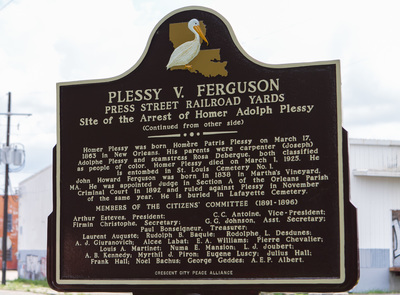 PLESSY V. FERGUSON
PRESS STREET RAILROAD YARDS
Site of the Arrest of Homer Adolph Plessy
(Continued from other side)
Homer Plessy was born Homère Patris Plessy on March 17,
1863 in New Orleans. His parents were carpenter (Joseph)
Adolphe Plessy and seamstress Rosa Debergue, both classified
as people of color. Homer Plessy died on March 1, 1925. He
is entombed in St. Louis Cemetery No. 1.
John Howard Ferguson was born in 1838 in Martha's Vineyard,
MA. He was appointed Judge in Section A of the Orleans Parish
Criminal Court in 1892 and ruled against Plessy in November
of the same year. He is buried in Lafayette Cemetery.
MEMBERS OF THE CITIZENS' COMMITTEE (1891-1896)
Arthur Esteves, President; C.C. Antoine, Vice-President;
Firmin Christophe, Secretary; G.G. Johnson, Asst. Secretary;
Paul Bonseigneur, Treasurer;
Laurent Auguste; Rudolph B. Baquie; Rodolphe L. Desdunes;
A. J. Giuranovich; Alcee Labat; E.A. Williams; Pierre Chevalier;
Louis A. Martinet; Numa E. Mansion; L. J. Joubert;
A. B. Kennedy; Myrthil J. Piron; Eugene Luscy; Julius Hall;
Frank Hall; Noel Bachus; George Geddes; A.E.P. Albert.
CRESCENT CITY PEACE ALLIANCE